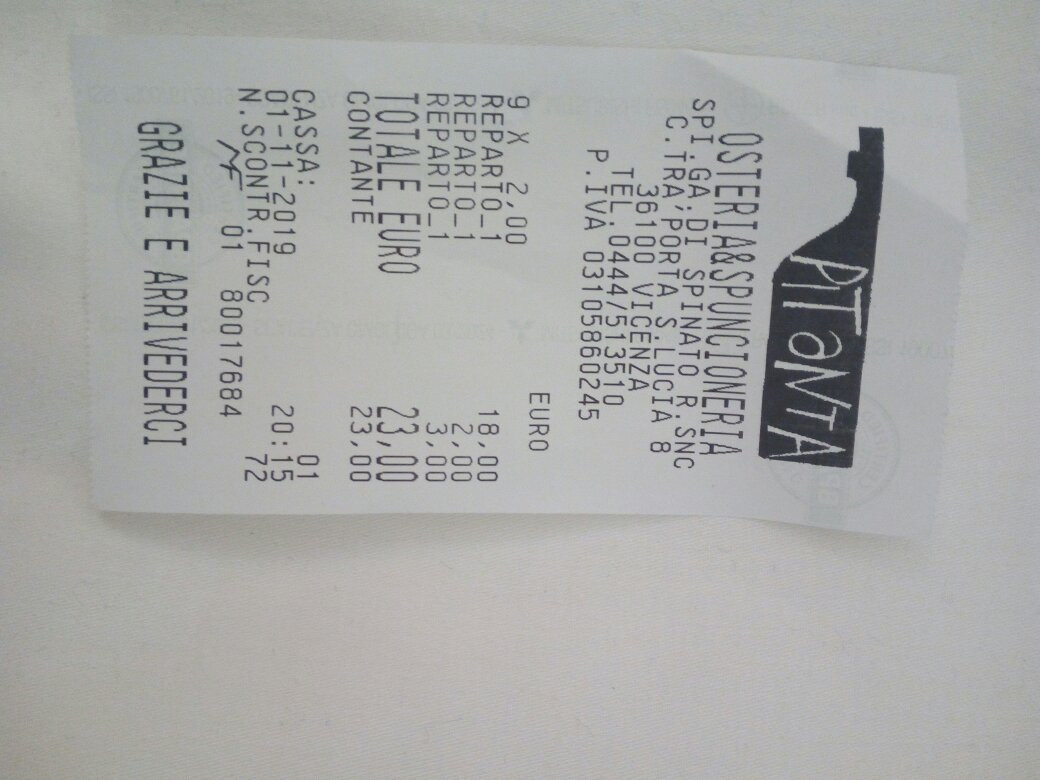 PITANTA
OSTERIA&SPUNCIONERIA
SPI.GA.DI SPINATO R.SNC
C.TRA'PORTA S.LUCIA 8
36100 VICENZA
TEL.0444/513510
P.IVA 03105860245
EURO
9 X 2,00
REPARTO_1 18,00
REPARTO_1 2,00
REPARTO_1 3,00
TOTALE EURO 23,00
CONTANTE 23,00
CASSA: 01
01-11-2019 20:15
N.SCONTR.FISC 72
MF 01 80017684
GRAZIE E ARRIVEDERCI